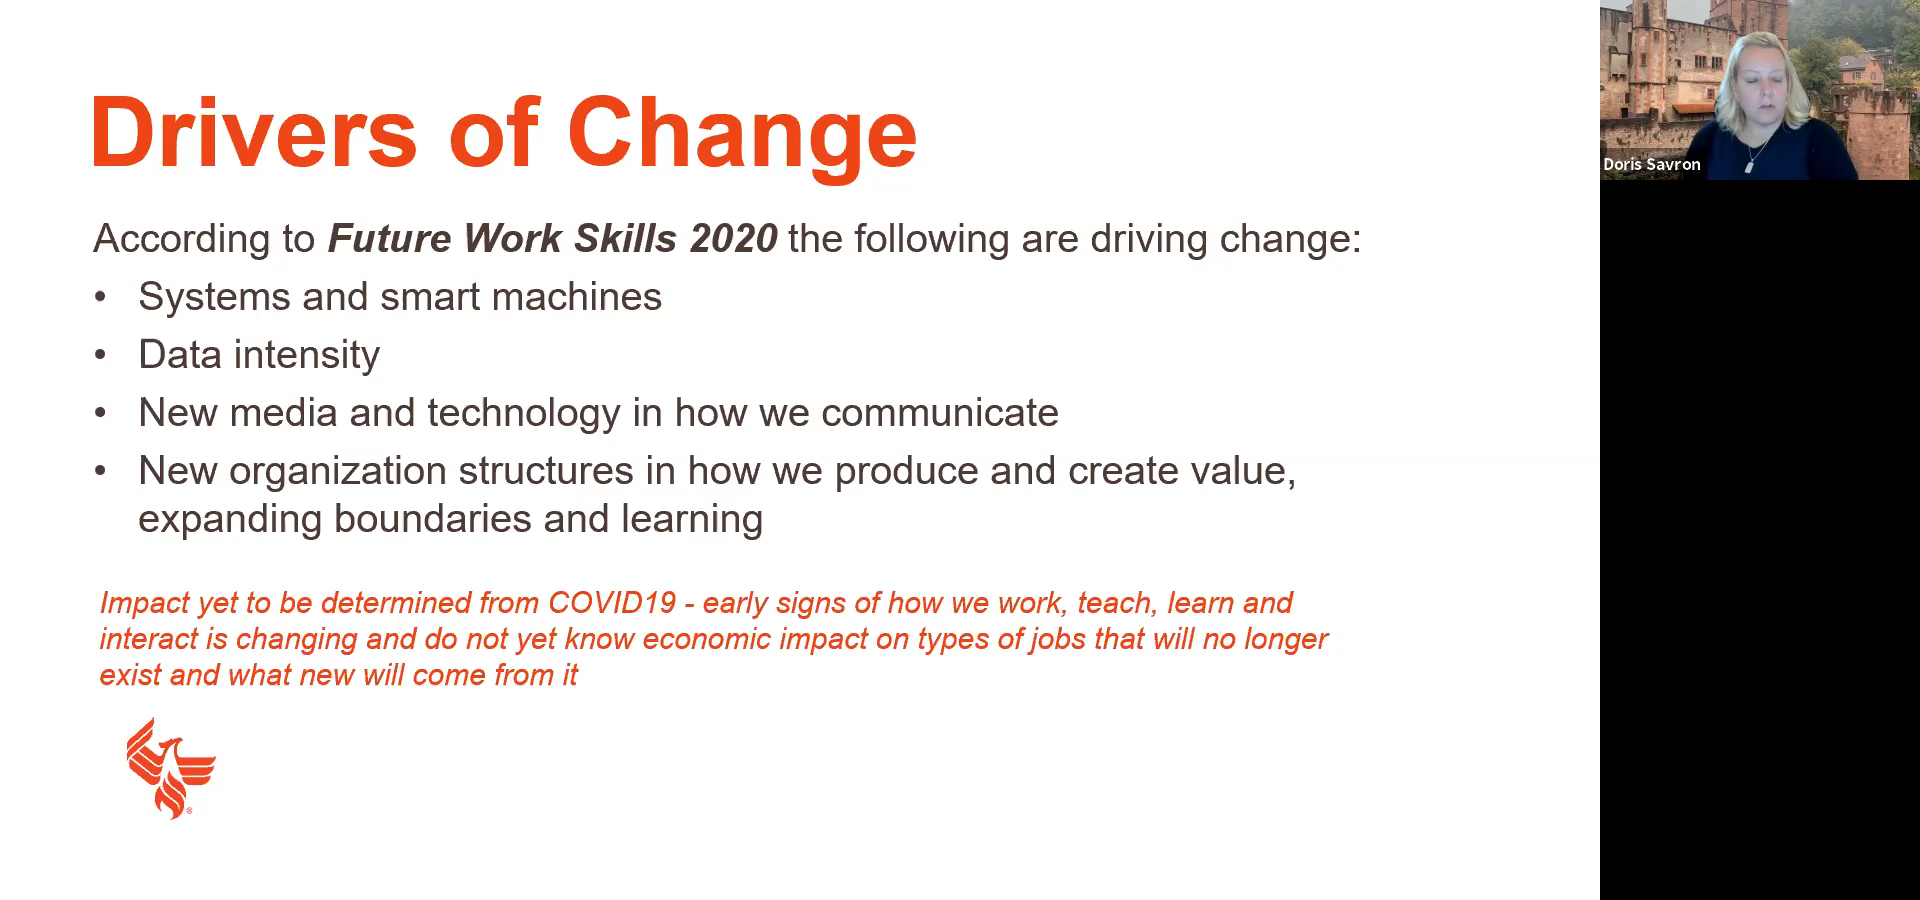 Drivers of Change
According to Future Work Skills 2020 the following are driving change:
• Systems and smart machines
• Data intensity
• New media and technology in how we communicate
• New organization structures in how we produce and create value,
expanding boundaries and learning
Impact yet to be determined from COVID19 - early signs of how we work, teach, learn and
interact is changing and do not yet know economic impact on types of jobs that will no longer
exist and what new will come from it
®
Doris Savron